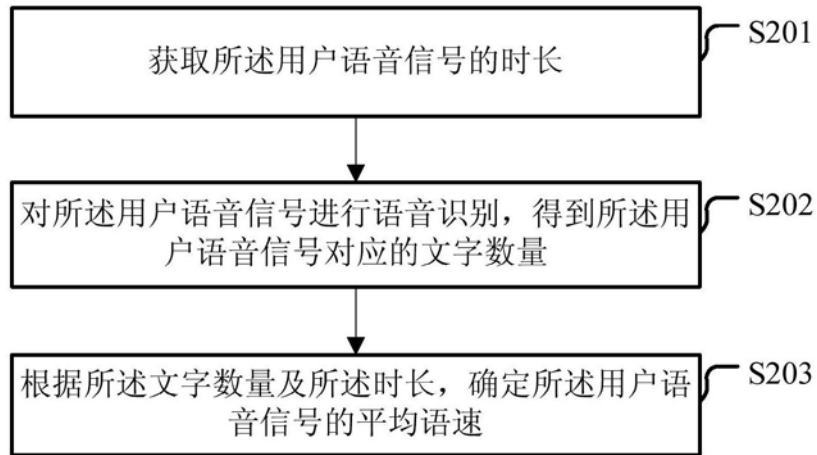 获取所述用户语音信号的时长
S201
对所述用户语音信号进行语音识别，得到所述用
户语音信号对应的文字数量
S202
根据所述文字数量及所述时长，确定所述用户语
音信号的平均语速
S203